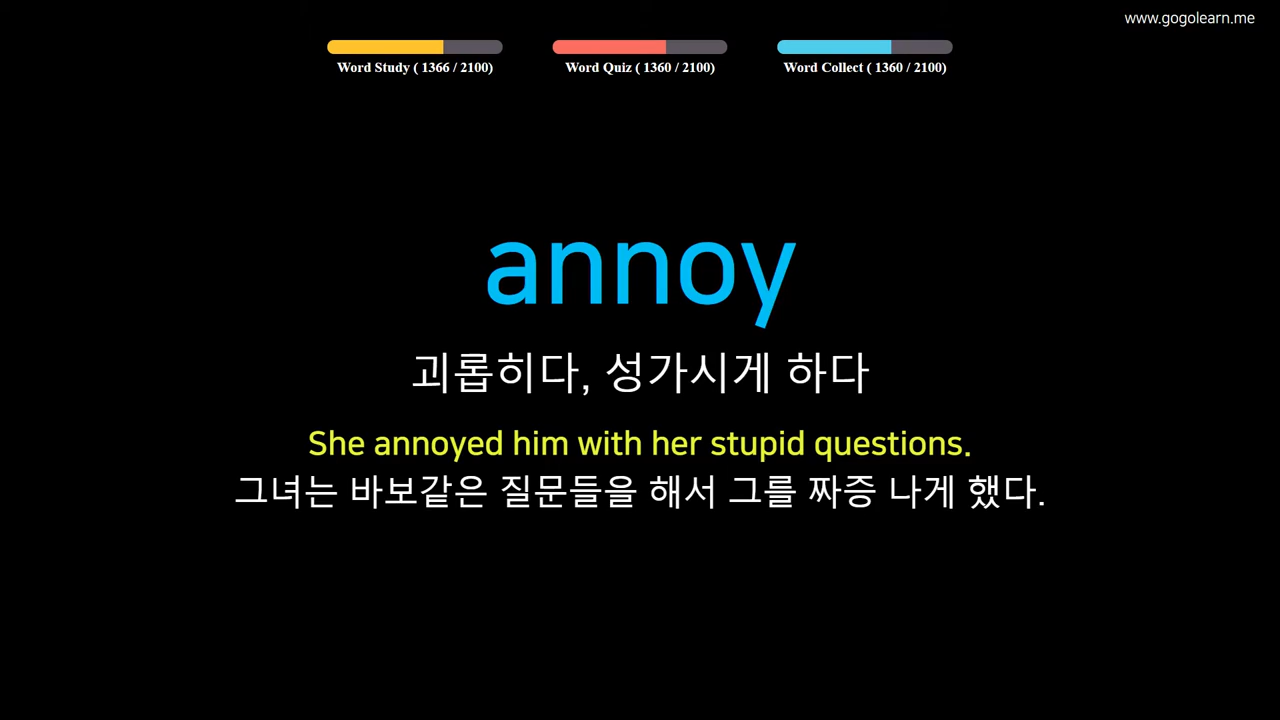 www.gogolearn.me
Word Study ( 1366 / 2100)
Word Quiz ( 1360 / 2100)
Word Collect ( 1360 / 2100)
annoy
괴롭히다, 성가시게 하다
She annoyed him with her stupid questions.
그녀는 바보같은 질문들을 해서 그를 짜증 나게 했다.